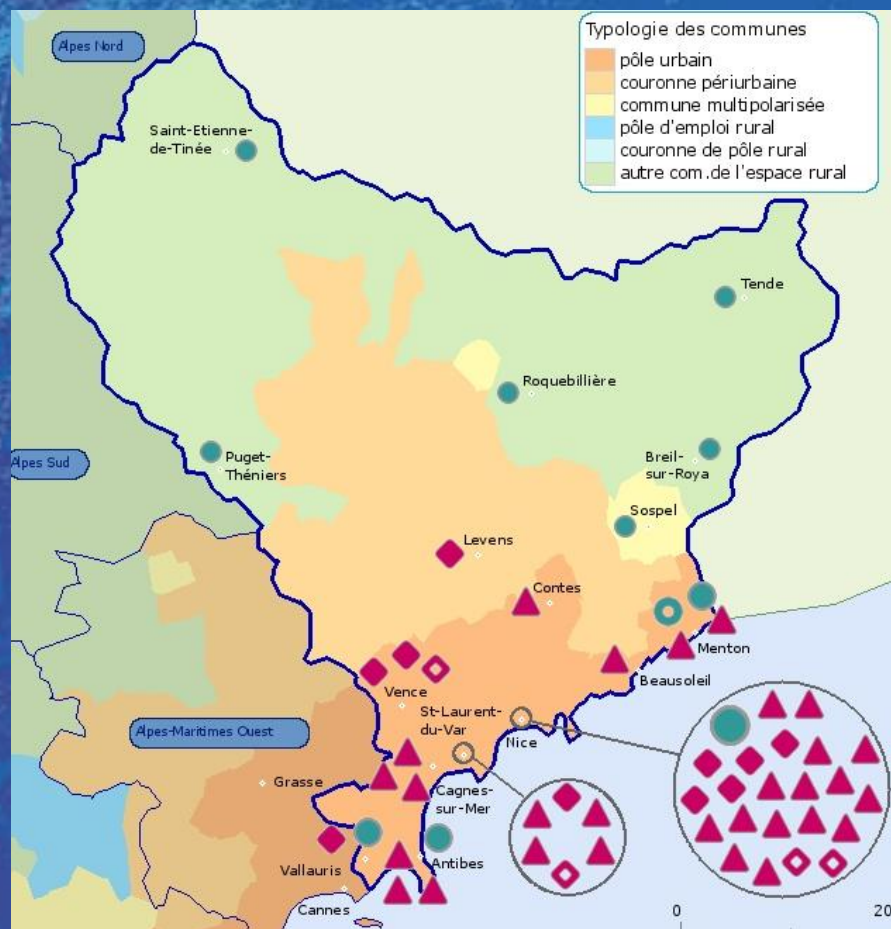 Typologie des communes
pôle urbain
couronne périurbaine
commune multipolarisée
pôle d'emploi rural
couronne de pôle rural
autre com.de l'espace rural
Alpes Nord
Saint-Etienne-
de-Tinée
Tende
Roquebillière
Alpes Sud
Puget-
Théniers
Breil-
sur-Roya
Sospel
Levens
Contes
Menton
Beausoleil
Vence
St-Laurent-
du-Var
Nice
Alpes-Maritimes Ouest
Grasse
Cagnes-
sur-Mer
Vallauris
Antibes
Cannes
0
20